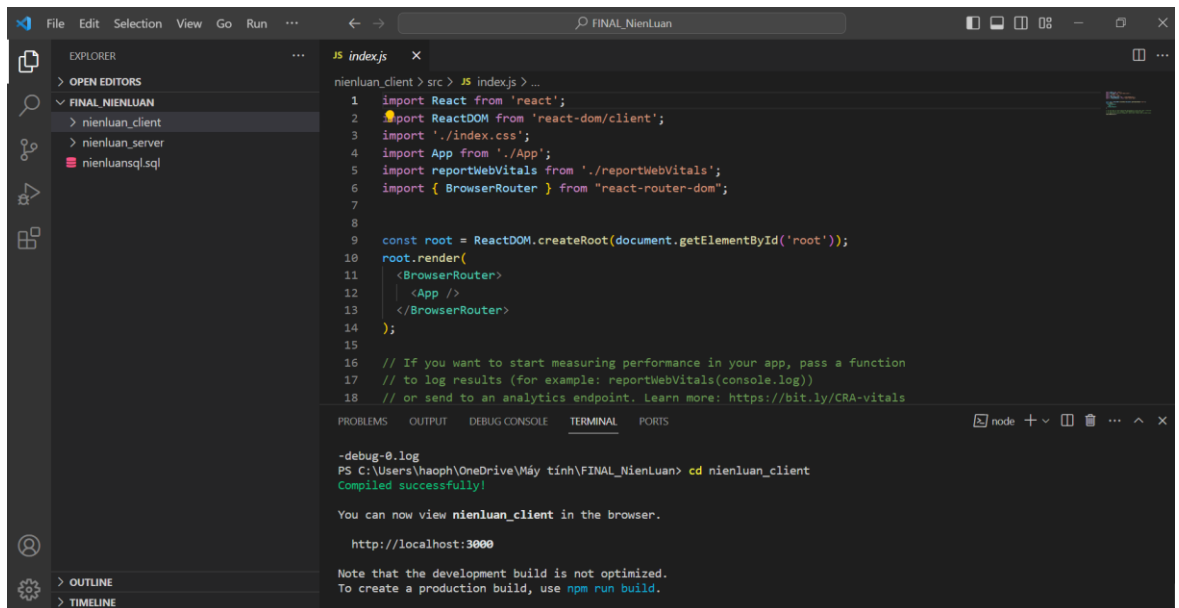 File Edit Selection View Go Run ···
FINAL_NienLuan
EXPLORER
OPEN EDITORS
FINAL_NIENLUAN
nienluan_client
nienluan_server
nienluansql.sql
OUTLINE
TIMELINE
JS index.js
nienluan_client > src > JS index.js > ...
1 import React from 'react';
2 import ReactDOM from 'react-dom/client';
3 import './index.css';
4 import App from './App';
5 import reportWebVitals from './reportWebVitals';
6 import { BrowserRouter } from "react-router-dom";
7
8
9 const root = ReactDOM.createRoot(document.getElementById('root'));
10 root.render(
11 <BrowserRouter>
12 <App />
13 </BrowserRouter>
14 );
15
16 // If you want to start measuring performance in your app, pass a function
17 // to log results (for example: reportWebVitals(console.log))
18 // or send to an analytics endpoint. Learn more: https://bit.ly/CRA-vitals
PROBLEMS OUTPUT DEBUG CONSOLE TERMINAL PORTS
node
-debug-0.log
PS C:\Users\haoph\OneDrive\Máy tính\FINAL_NienLuan> cd nienluan_client
Compiled successfully!
You can now view nienluan_client in the browser.
http://localhost:3000
Note that the development build is not optimized.
To create a production build, use npm run build.